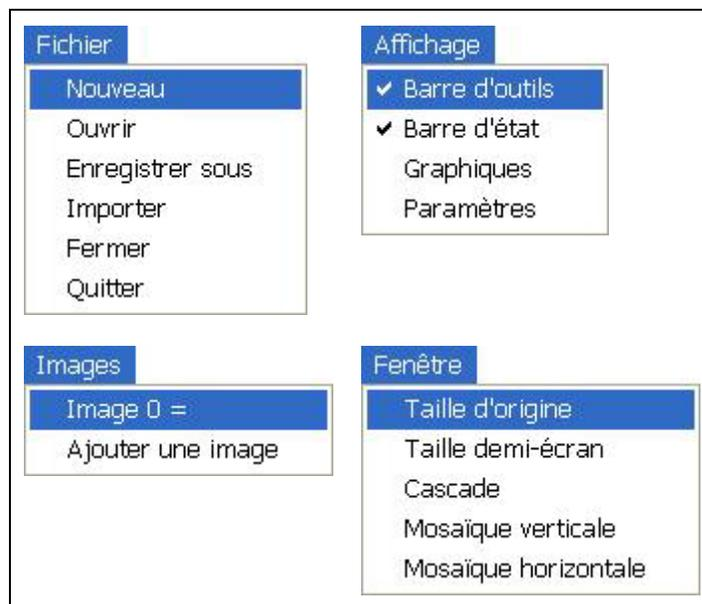 Fichier
Nouveau
Ouvrir
Enregistrer sous
Importer
Fermer
Quitter
Affichage
✔ Barre d'outils
✔ Barre d'état
Graphiques
Paramètres
Images
Image 0 =
Ajouter une image
Fenêtre
Taille d'origine
Taille demi-écran
Cascade
Mosaïque verticale
Mosaïque horizontale